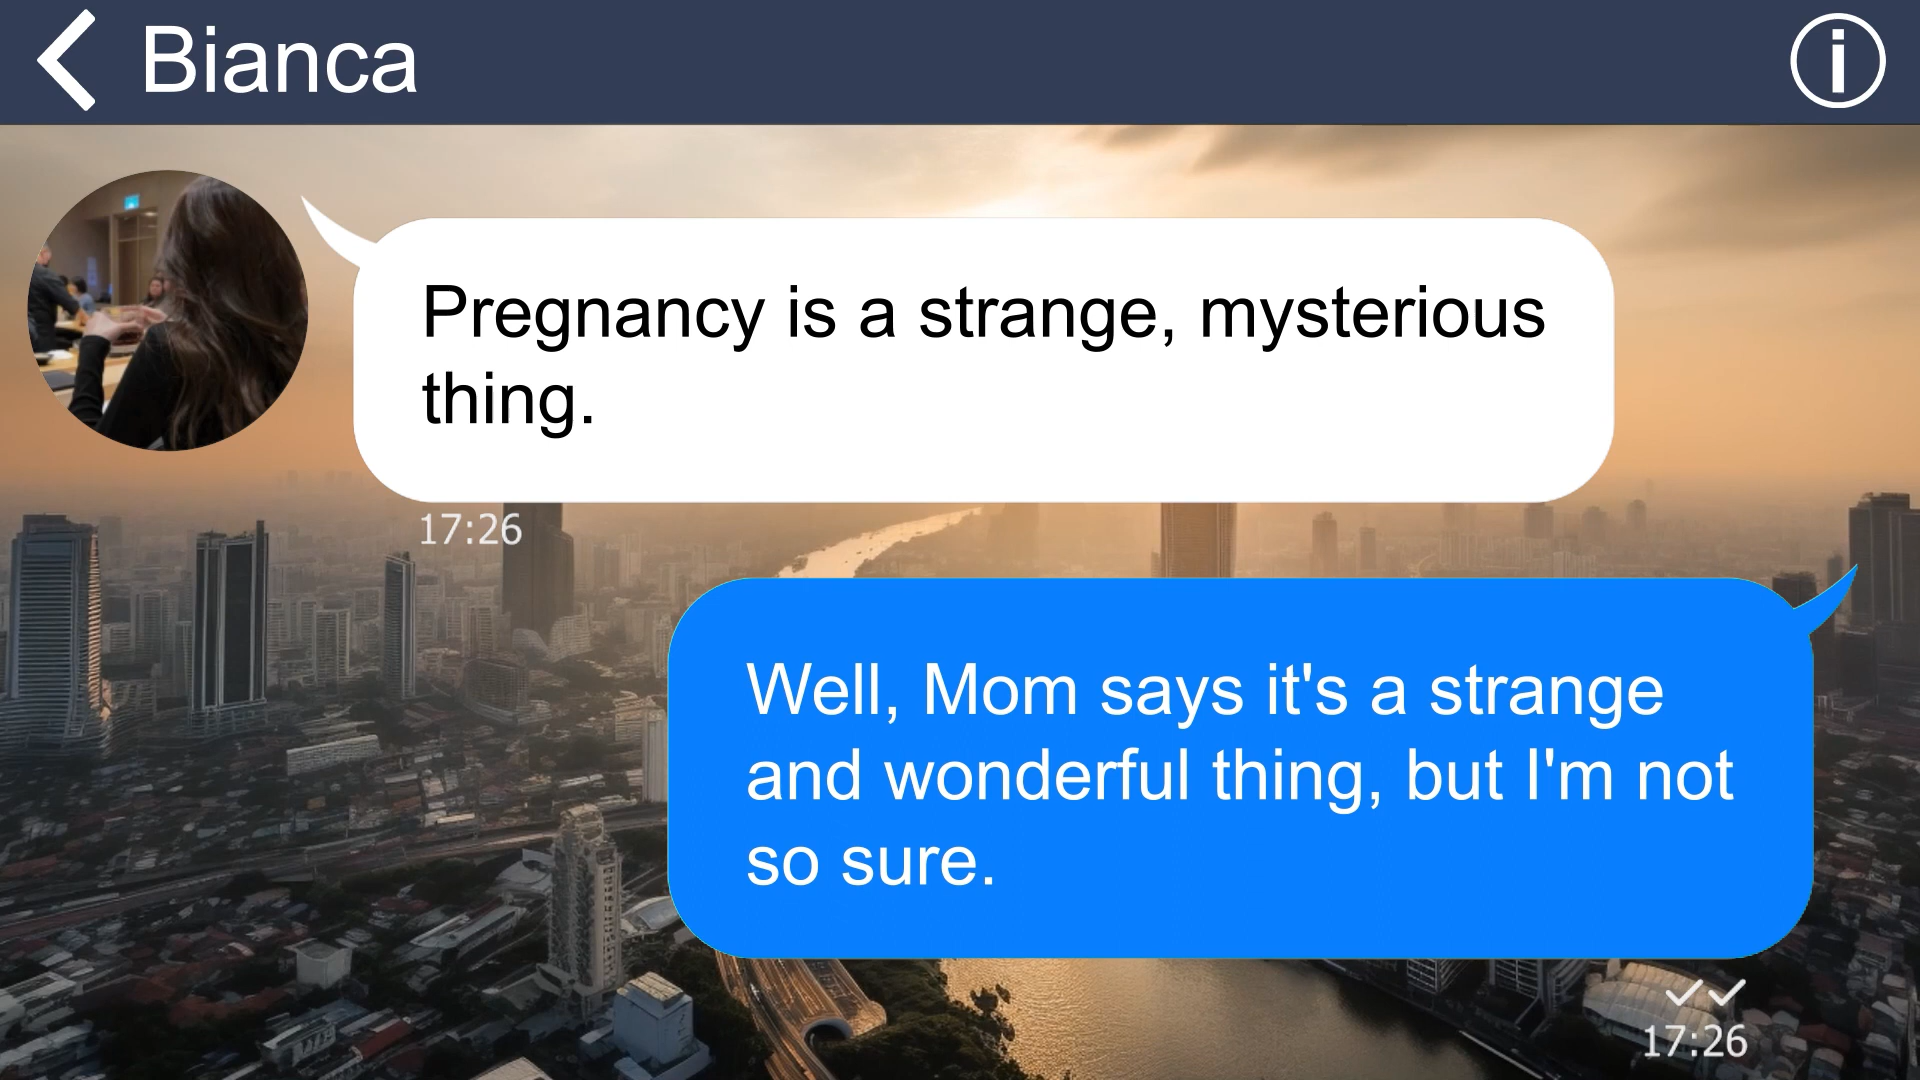 Bianca
Pregnancy is a strange, mysterious
thing.
17:26
Well, Mom says it's a strange
and wonderful thing, but I'm not
so sure.
17:26